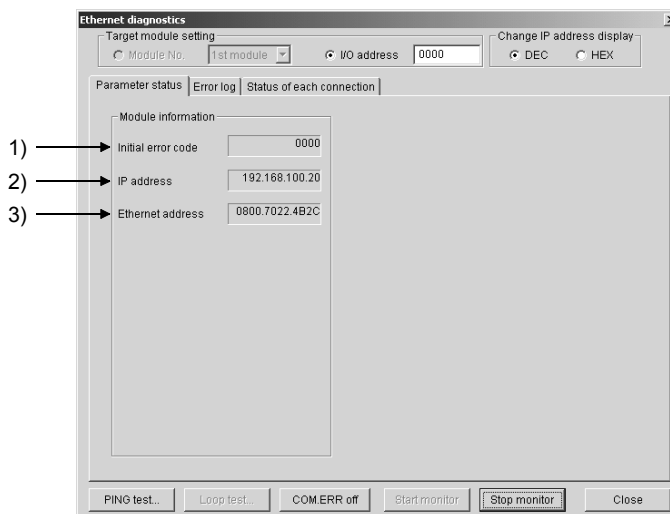 Ethernet diagnostics
Target module setting
Module No. 1st module I/O address 0000
Change IP address display
DEC HEX
Parameter status Error log Status of each connection
Module information
1) Initial error code 0000
2) IP address 192.168.100.20
3) Ethernet address 0800.7022.4B2C
PING test... Loop test... COM.ERR off Start monitor Stop monitor Close